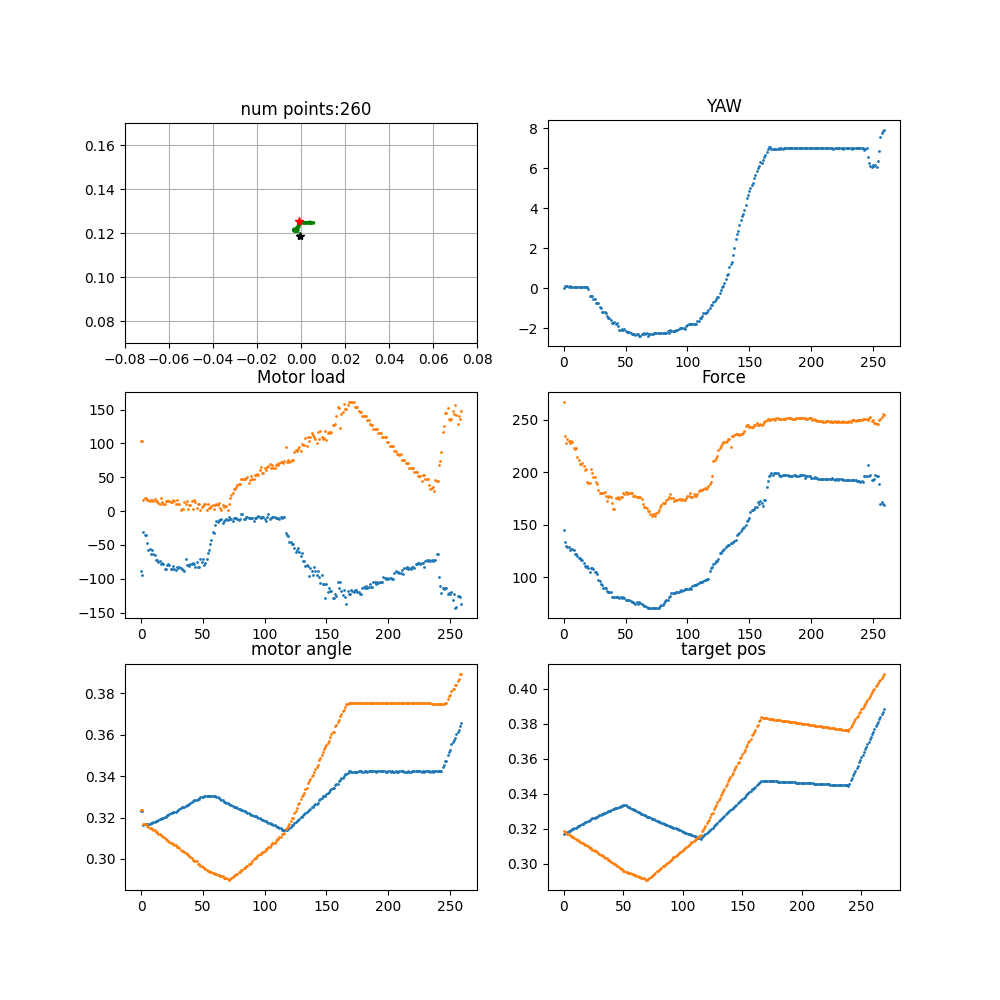 num points:260
YAW
0.16
0.14
0.12
0.10
0.08
−0.08 −0.06 −0.04 −0.02 0.00 0.02 0.04 0.06 0.08
8
6
4
2
0
−2
0 50 100 150 200 250
Motor load
Force
150
100
50
0
−50
−100
−150
0 50 100 150 200 250
250
200
150
100
0 50 100 150 200 250
motor angle
target pos
0.38
0.36
0.34
0.32
0.30
0 50 100 150 200 250
0.40
0.38
0.36
0.34
0.32
0.30
0 50 100 150 200 250